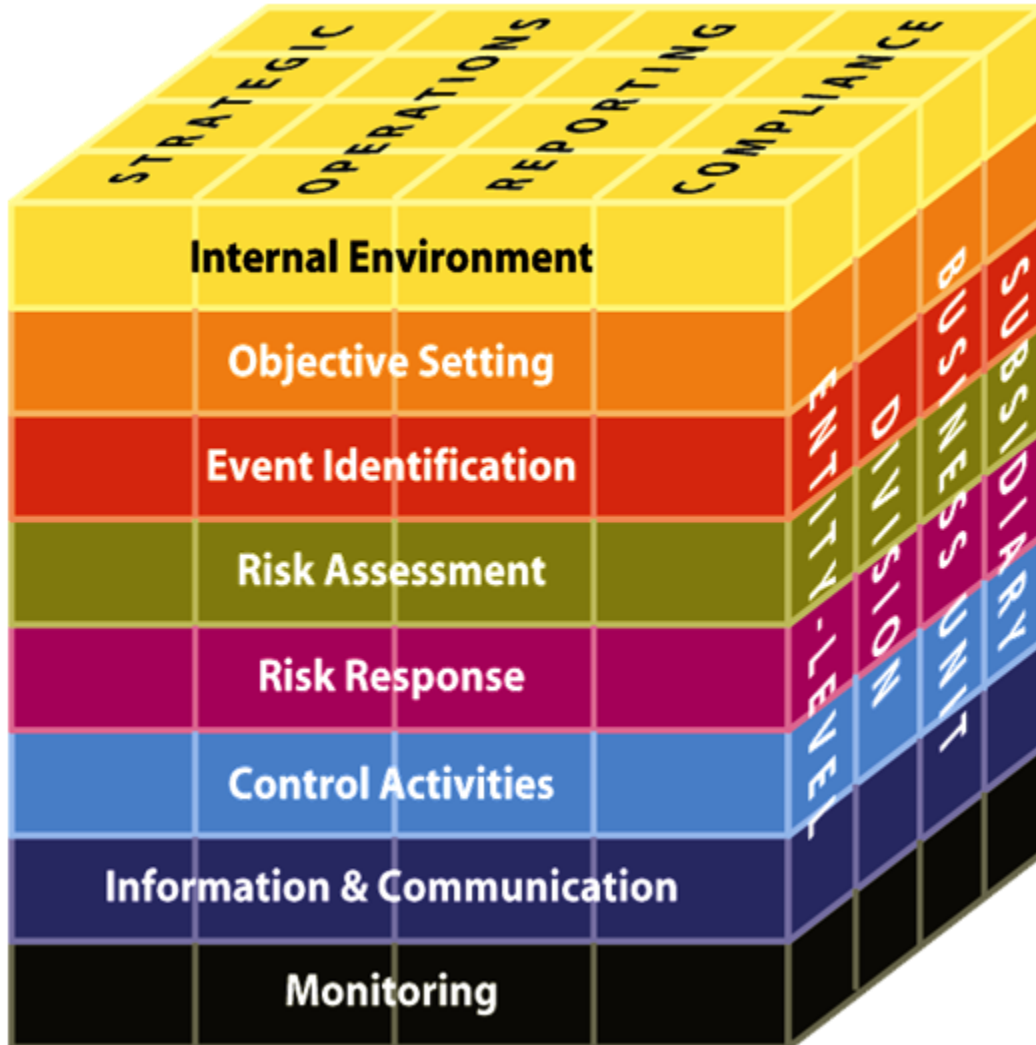 STRATEGIC
OPERATIONS
REPORTING
COMPLIANCE
Internal Environment
Objective Setting
Event Identification
Risk Assessment
Risk Response
Control Activities
Information & Communication
Monitoring
ENTITY-LEVEL
DIVISION
BUSINESS UNIT
SUBSIDIARY